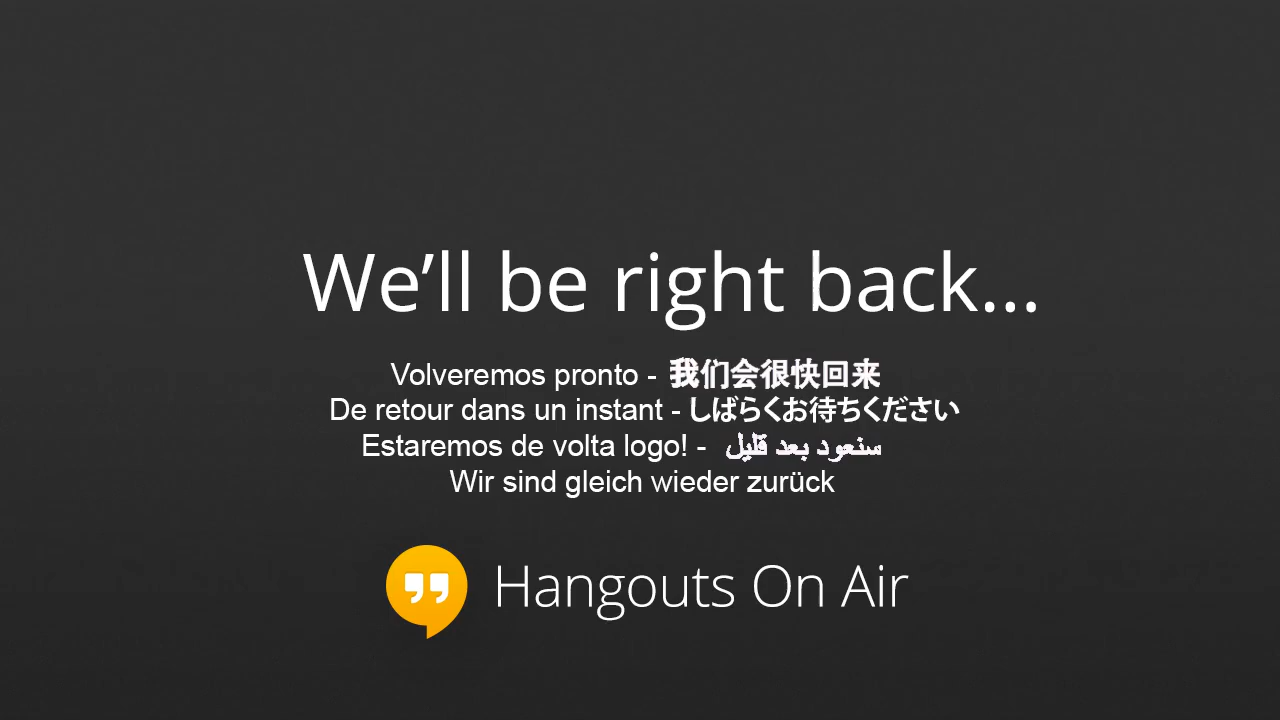 We’ll be right back...
Volveremos pronto - 我们会很快回来
De retour dans un instant - しばらくお待ちください
Estaremos de volta logo! - سنعود بعد قليل
Wir sind gleich wieder zurück
Hangouts On Air